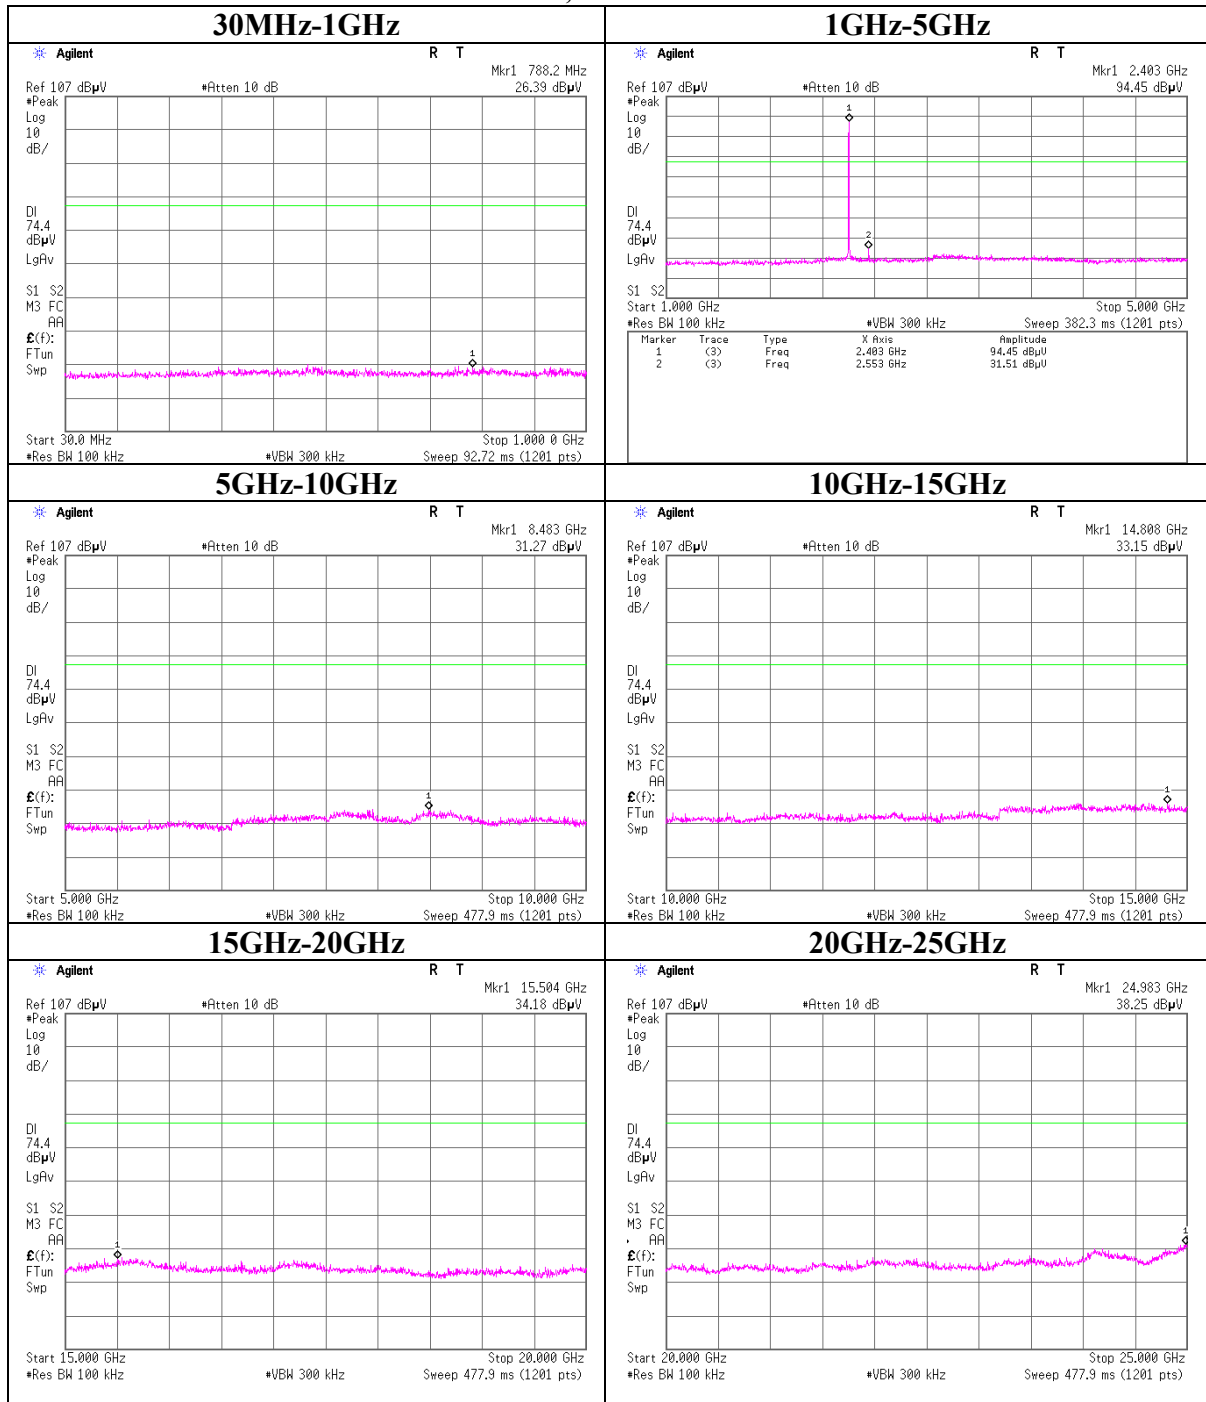 30MHz-1GHz
Agilent
R T
Mkr1 788.2 MHz
Ref 107 dBµV
#Atten 10 dB
26.39 dBµV
#Peak
Log
10
dB/
DI
74.4
dBµV
LgAv
S1 S2
M3 FC
AA
£(f):
FTun
Swp
1
Start 30.0 MHz
Stop 1.000 0 GHz
#Res BW 100 kHz
#VBW 300 kHz
Sweep 92.72 ms (1201 pts)
1GHz-5GHz
Agilent
R T
Mkr1 2.403 GHz
Ref 107 dBµV
#Atten 10 dB
94.45 dBµV
#Peak
Log
10
dB/
1
DI
74.4
dBµV
LgAv
2
S1 S2
Start 1.000 GHz
Stop 5.000 GHz
#Res BW 100 kHz
#VBW 300 kHz
Sweep 382.3 ms (1201 pts)
Marker Trace Type X Axis Amplitude
1 (3) Freq 2.403 GHz 94.45 dBµV
2 (3) Freq 2.553 GHz 31.51 dBµV
5GHz-10GHz
Agilent
R T
Mkr1 8.483 GHz
Ref 107 dBµV
#Atten 10 dB
31.27 dBµV
#Peak
Log
10
dB/
DI
74.4
dBµV
LgAv
S1 S2
M3 FC
AA
£(f):
FTun
Swp
1
Start 5.000 GHz
Stop 10.000 GHz
#Res BW 100 kHz
#VBW 300 kHz
Sweep 477.9 ms (1201 pts)
10GHz-15GHz
Agilent
R T
Mkr1 14.808 GHz
Ref 107 dBµV
#Atten 10 dB
33.15 dBµV
#Peak
Log
10
dB/
DI
74.4
dBµV
LgAv
S1 S2
M3 FC
AA
£(f):
FTun
Swp
1
Start 10.000 GHz
Stop 15.000 GHz
#Res BW 100 kHz
#VBW 300 kHz
Sweep 477.9 ms (1201 pts)
15GHz-20GHz
Agilent
R T
Mkr1 15.504 GHz
Ref 107 dBµV
#Atten 10 dB
34.18 dBµV
#Peak
Log
10
dB/
DI
74.4
dBµV
LgAv
S1 S2
M3 FC
AA
£(f):
FTun
Swp
1
Start 15.000 GHz
Stop 20.000 GHz
#Res BW 100 kHz
#VBW 300 kHz
Sweep 477.9 ms (1201 pts)
20GHz-25GHz
Agilent
R T
Mkr1 24.983 GHz
Ref 107 dBµV
#Atten 10 dB
38.25 dBµV
#Peak
Log
10
dB/
DI
74.4
dBµV
LgAv
S1 S2
M3 FC
AA
£(f):
FTun
Swp
1
Start 20.000 GHz
Stop 25.000 GHz
#Res BW 100 kHz
#VBW 300 kHz
Sweep 477.9 ms (1201 pts)